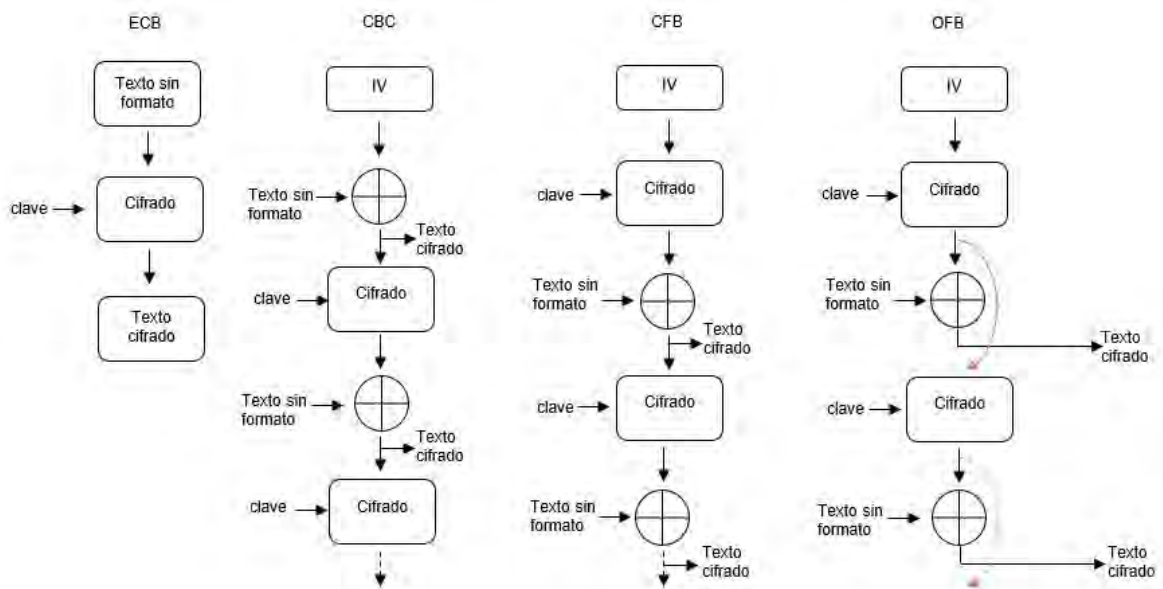 ECB
Texto sin
formato
clave
Cifrado
Texto
cifrado
CBC
IV
Texto sin
formato
Texto
cifrado
clave
Cifrado
Texto sin
formato
Texto
cifrado
clave
Cifrado
CFB
IV
clave
Cifrado
Texto sin
formato
Texto
cifrado
clave
Cifrado
Texto sin
formato
Texto
cifrado
OFB
IV
clave
Cifrado
Texto sin
formato
Texto
cifrado
clave
Cifrado
Texto sin
formato
Texto
cifrado